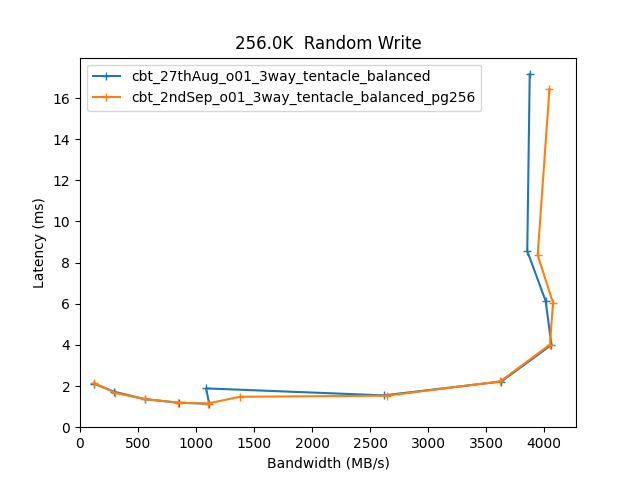 256.0K  Random Write
cbt_27thAug_o01_3way_tentacle_balanced
cbt_2ndSep_o01_3way_tentacle_balanced_pg256
16
14
12
10
8
6
4
2
0
Latency (ms)
0 500 1000 1500 2000 2500 3000 3500 4000
Bandwidth (MB/s)